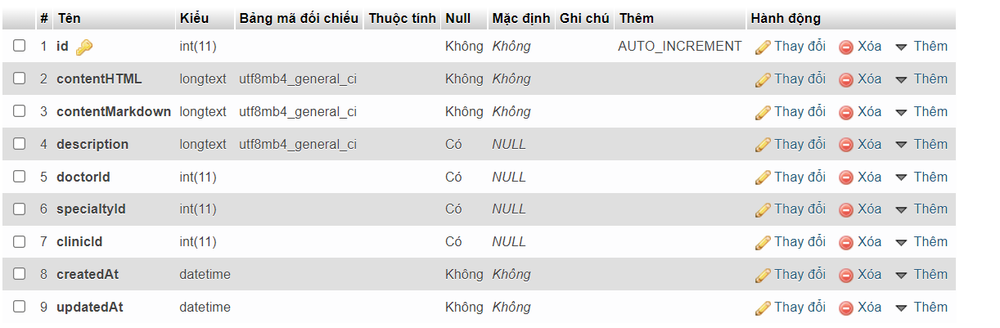 # Tên Kiểu Bảng mã đối chiếu Thuộc tính Null Mặc định Ghi chú Thêm Hành động
1 id int(11) Không Không AUTO_INCREMENT Thay đổi Xóa Thêm
2 contentHTML longtext utf8mb4_general_ci Không Không Thay đổi Xóa Thêm
3 contentMarkdown longtext utf8mb4_general_ci Không Không Thay đổi Xóa Thêm
4 description longtext utf8mb4_general_ci Có NULL Thay đổi Xóa Thêm
5 doctorId int(11) Có NULL Thay đổi Xóa Thêm
6 specialtyId int(11) Có NULL Thay đổi Xóa Thêm
7 clinicId int(11) Có NULL Thay đổi Xóa Thêm
8 createdAt datetime Không Không Thay đổi Xóa Thêm
9 updatedAt datetime Không Không Thay đổi Xóa Thêm